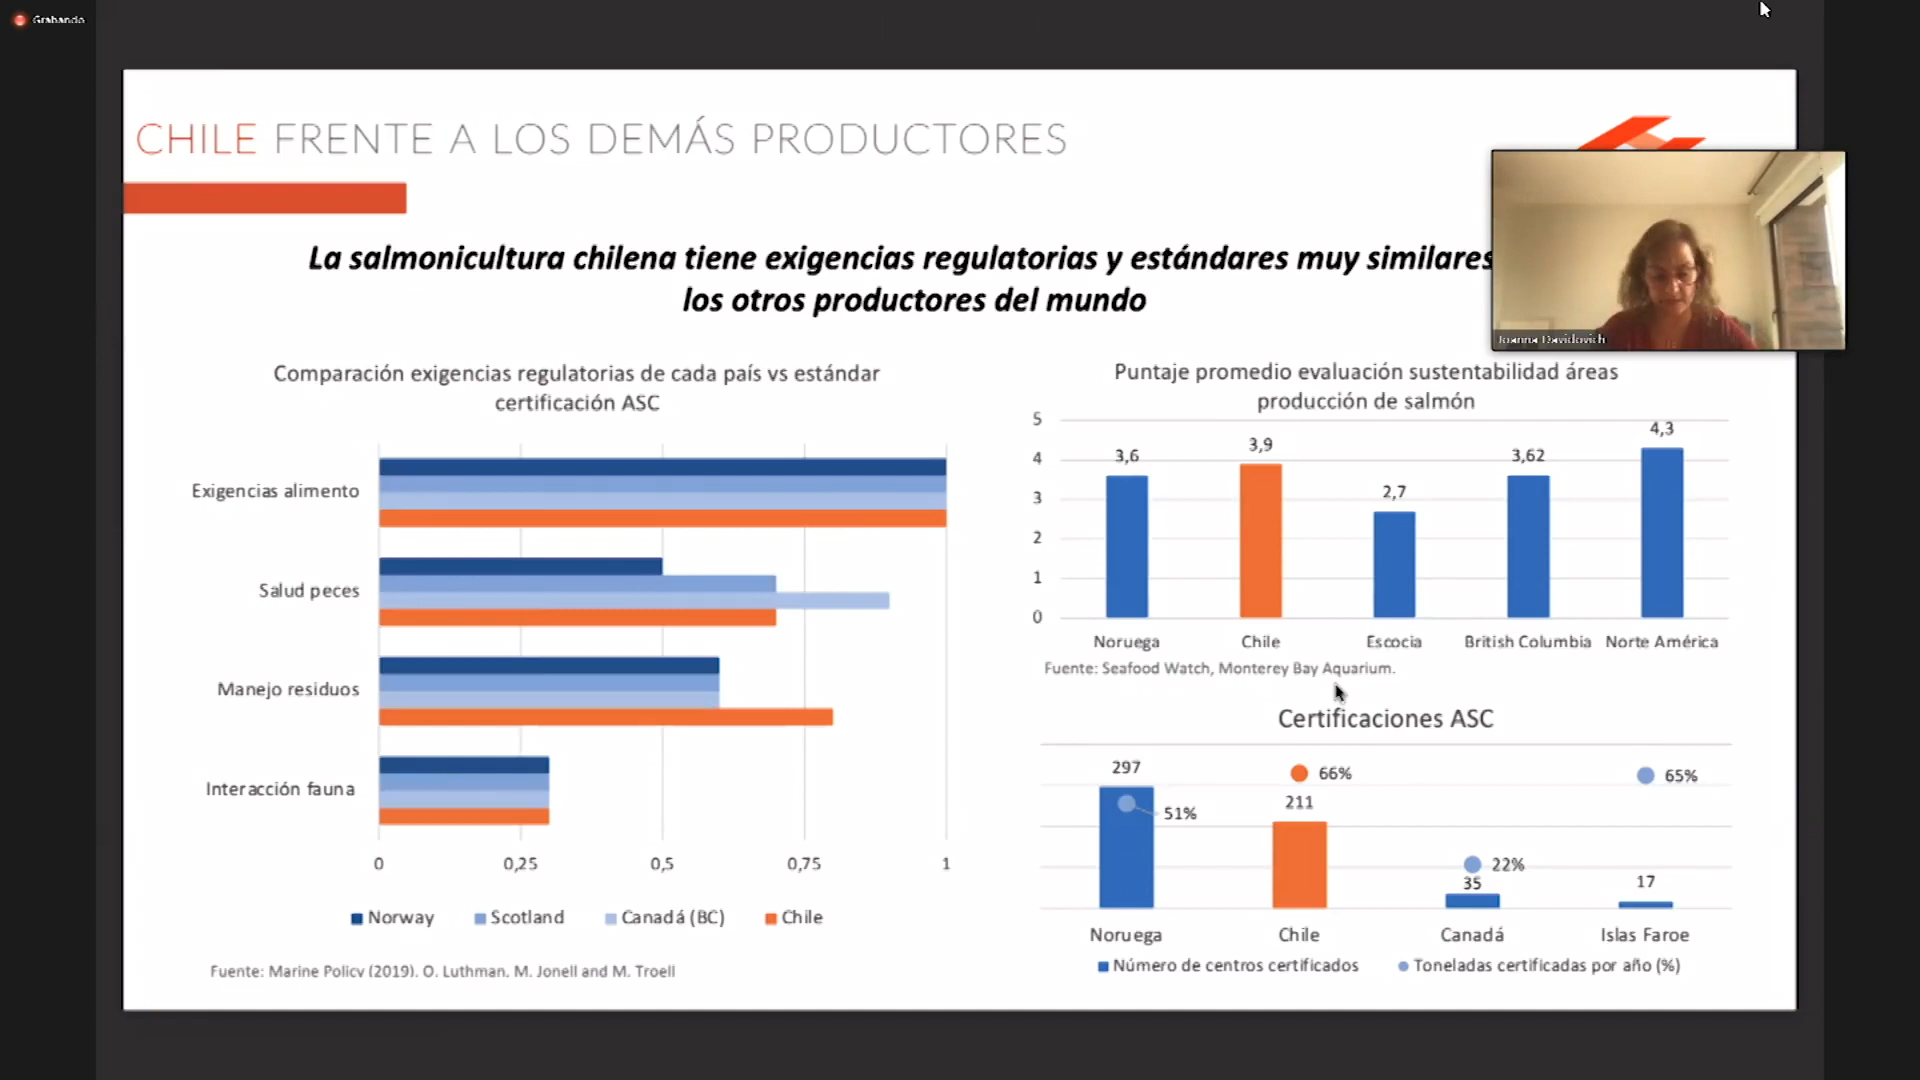 Grabando
CHILE FRENTE A LOS DEMÁS PRODUCTORES
La salmonicultura chilena tiene exigencias regulatorias y estándares muy similares
los otros productores del mundo
Joanna Davidovich
Comparación exigencias regulatorias de cada país vs estándar
certificación ASC
Exigencias alimento
Salud peces
Manejo residuos
Interacción fauna
0 0,25 0,5 0,75 1
Norway Scotland Canadá (BC) Chile
Fuente: Marine Policy (2019). O. Luthman, M. Jonell and M. Troell
Puntaje promedio evaluación sustentabilidad áreas
producción de salmón
5
4
3
2
1
0
3,6 3,9 2,7 3,62 4,3
Noruega Chile Escocia British Columbia Norte América
Fuente: Seafood Watch, Monterey Bay Aquarium.
Certificaciones ASC
297 51%
66% 211
22% 35
65% 17
Noruega Chile Canadá Islas Faroe
Número de centros certificados Toneladas certificadas por año (%)